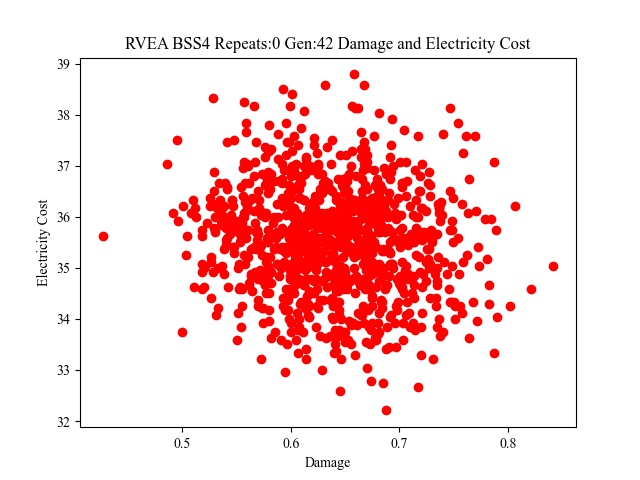 RVEA BSS4 Repeats:0 Gen:42 Damage and Electricity Cost
39
38
37
36
35
34
33
32
Electricity Cost
0.5 0.6 0.7 0.8
Damage